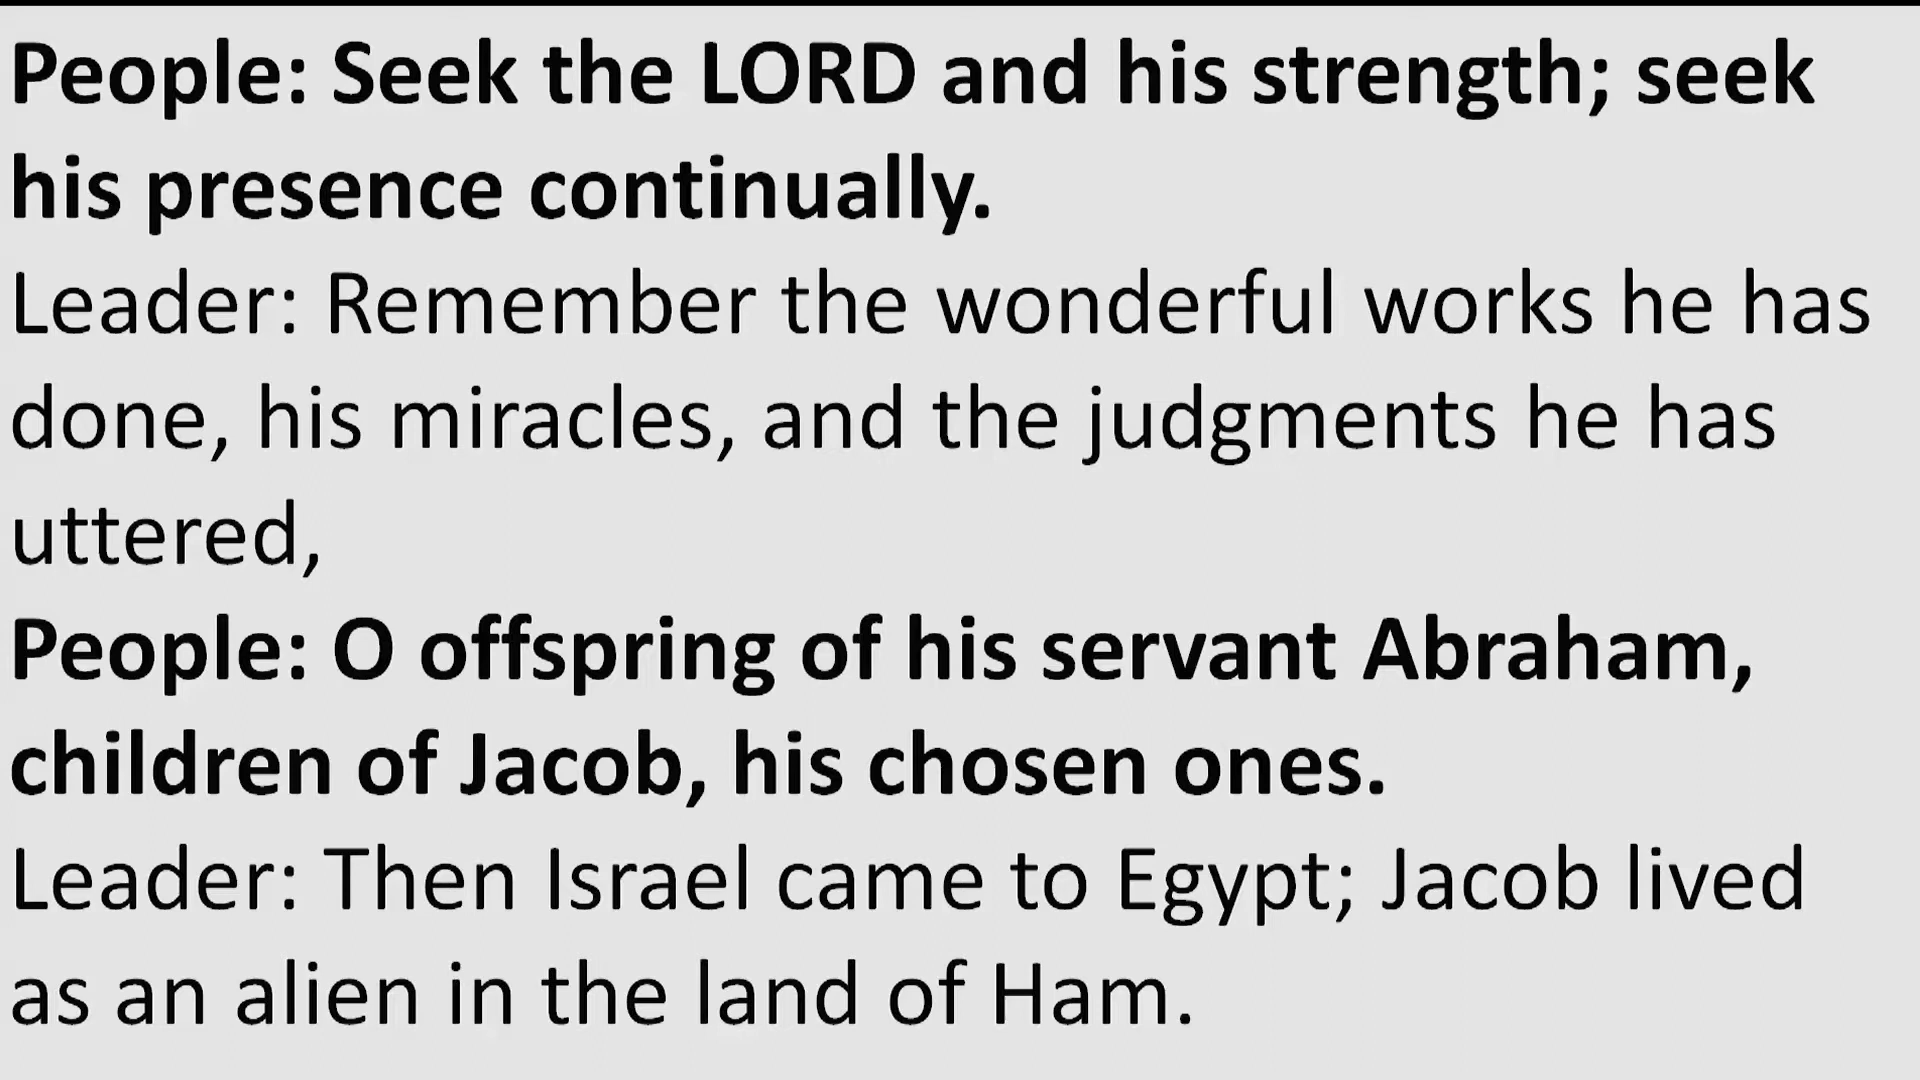 People: Seek the LORD and his strength; seek
his presence continually.
Leader: Remember the wonderful works he has
done, his miracles, and the judgments he has
uttered,
People: O offspring of his servant Abraham,
children of Jacob, his chosen ones.
Leader: Then Israel came to Egypt; Jacob lived
as an alien in the land of Ham.